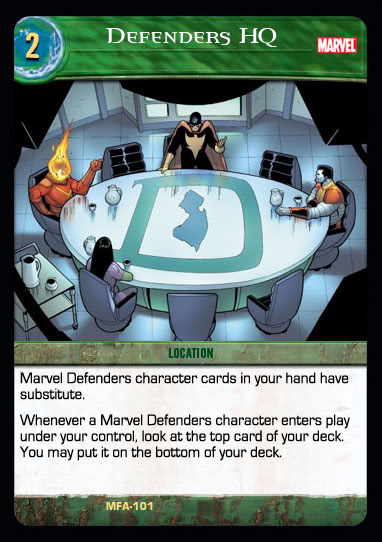 2
Defenders HQ
MARVEL
LOCATION
Marvel Defenders character cards in your hand have
substitute.
Whenever a Marvel Defenders character enters play
under your control, look at the top card of your deck.
You may put it on the bottom of your deck.
MFA-101